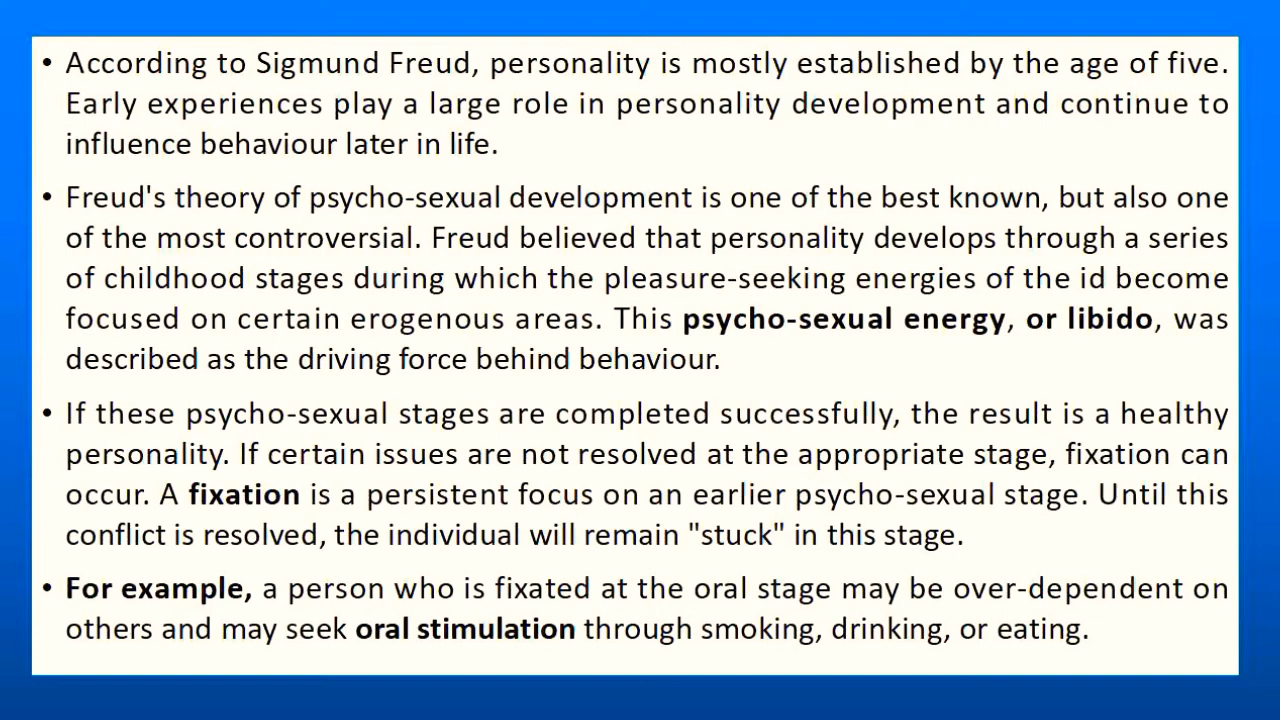 • According to Sigmund Freud, personality is mostly established by the age of five.
Early experiences play a large role in personality development and continue to
influence behaviour later in life.
• Freud's theory of psycho-sexual development is one of the best known, but also one
of the most controversial. Freud believed that personality develops through a series
of childhood stages during which the pleasure-seeking energies of the id become
focused on certain erogenous areas. This psycho-sexual energy, or libido, was
described as the driving force behind behaviour.
• If these psycho-sexual stages are completed successfully, the result is a healthy
personality. If certain issues are not resolved at the appropriate stage, fixation can
occur. A fixation is a persistent focus on an earlier psycho-sexual stage. Until this
conflict is resolved, the individual will remain "stuck" in this stage.
• For example, a person who is fixated at the oral stage may be over-dependent on
others and may seek oral stimulation through smoking, drinking, or eating.